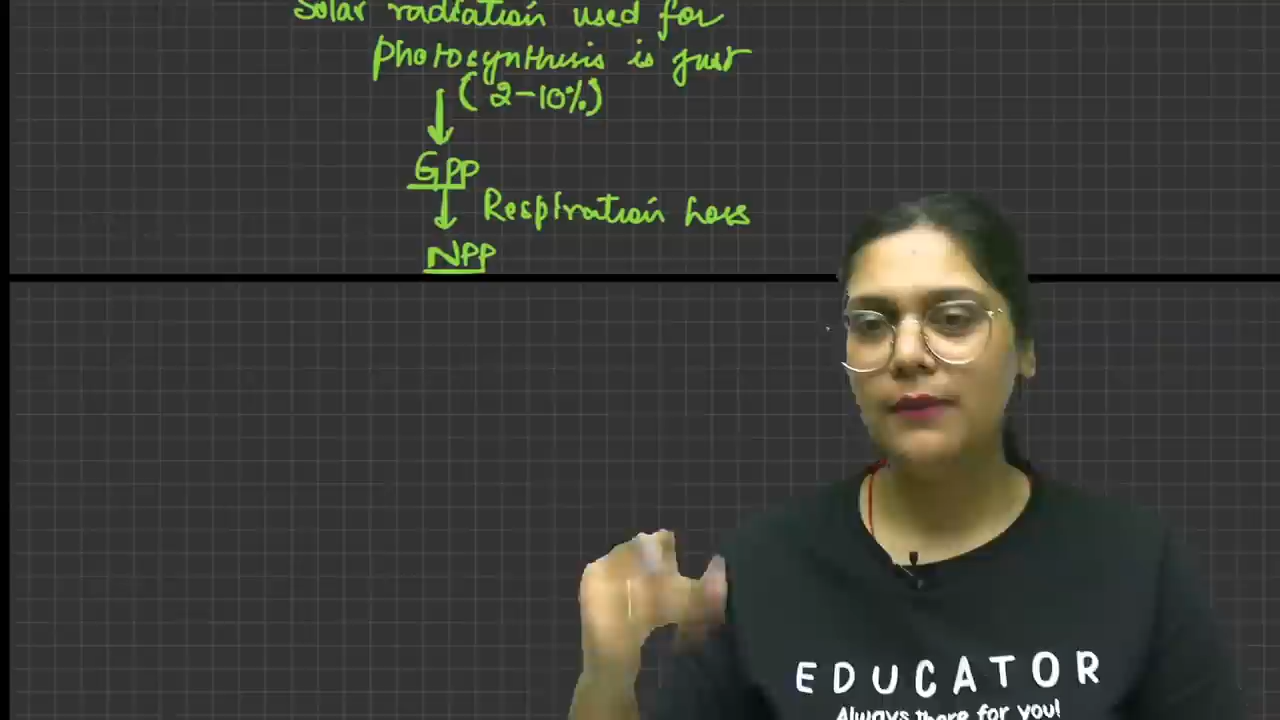 Solar radiation used for
photosynthesis is just
(2-10%)
GPP
Respiration Loss
NPP
EDUCATOR
Always there for you!